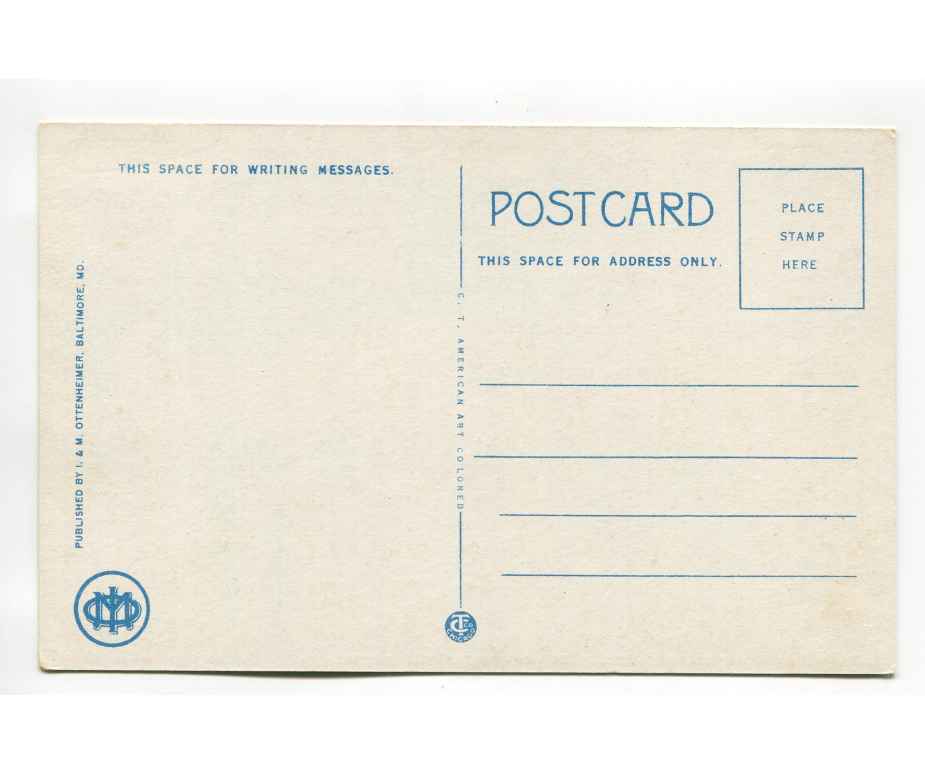 THIS SPACE FOR WRITING MESSAGES.
PUBLISHED BY I. & M. OTTENHEIMER, BALTIMORE, MD.
C. T. AMERICAN ART COLORED
POSTCARD
THIS SPACE FOR ADDRESS ONLY.
PLACE
STAMP
HERE